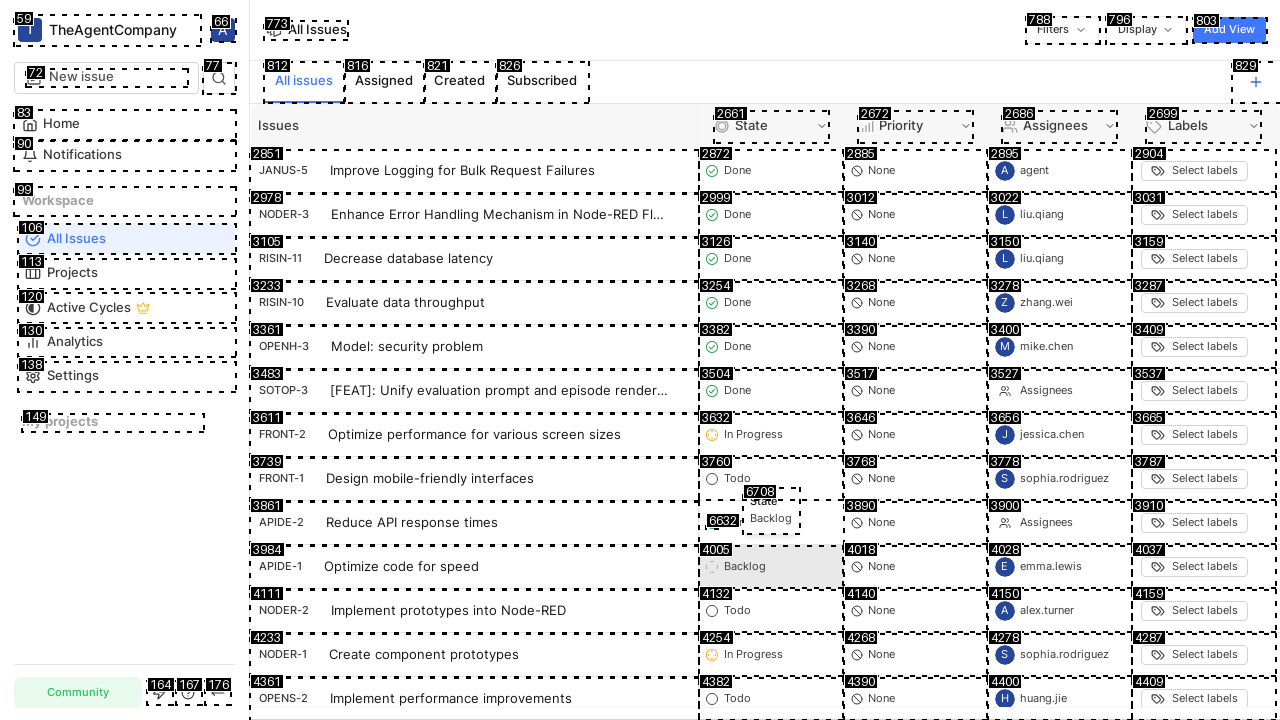 59
66
T TheAgentCompany
A
72
77
New issue
83
Home
90
Notifications
99
Workspace
106
All Issues
113
Projects
120
Active Cycles
130
Analytics
138
Settings
149
My projects
Community
164
167
176
773
All Issues
788
Filters
796
Display
803
Add View
812
All issues
816
Assigned
821
Created
826
Subscribed
829
Issues
2661
State
2672
Priority
2686
Assignees
2699
Labels
2851 2872 2885 2895 2904
JANUS-5 Improve Logging for Bulk Request Failures Done None A agent Select labels
2978 2999 3012 3022 3031
NODER-3 Enhance Error Handling Mechanism in Node-RED Fl... Done None L liu.qiang Select labels
3105 3126 3140 3150 3159
RISIN-11 Decrease database latency Done None L liu.qiang Select labels
3233 3254 3268 3278 3287
RISIN-10 Evaluate data throughput Done None Z zhang.wei Select labels
3361 3382 3390 3400 3409
OPENH-3 Model: security problem Done None M mike.chen Select labels
3483 3504 3517 3527 3537
SOTOP-3 [FEAT]: Unify evaluation prompt and episode render... Done None Assignees Select labels
3611 3632 3646 3656 3665
FRONT-2 Optimize performance for various screen sizes In Progress None J jessica.chen Select labels
3739 3760 3768 3778 3787
FRONT-1 Design mobile-friendly interfaces Todo None S sophia.rodriguez Select labels
6708
State
Backlog
3861 6632 3890 3900 3910
APIDE-2 Reduce API response times None Assignees Select labels
3984 4005 4018 4028 4037
APIDE-1 Optimize code for speed Backlog None E emma.lewis Select labels
4111 4132 4140 4150 4159
NODER-2 Implement prototypes into Node-RED Todo None A alex.turner Select labels
4233 4254 4268 4278 4287
NODER-1 Create component prototypes In Progress None S sophia.rodriguez Select labels
4361 4382 4390 4400 4409
OPENS-2 Implement performance improvements Todo None H huang.jie Select labels